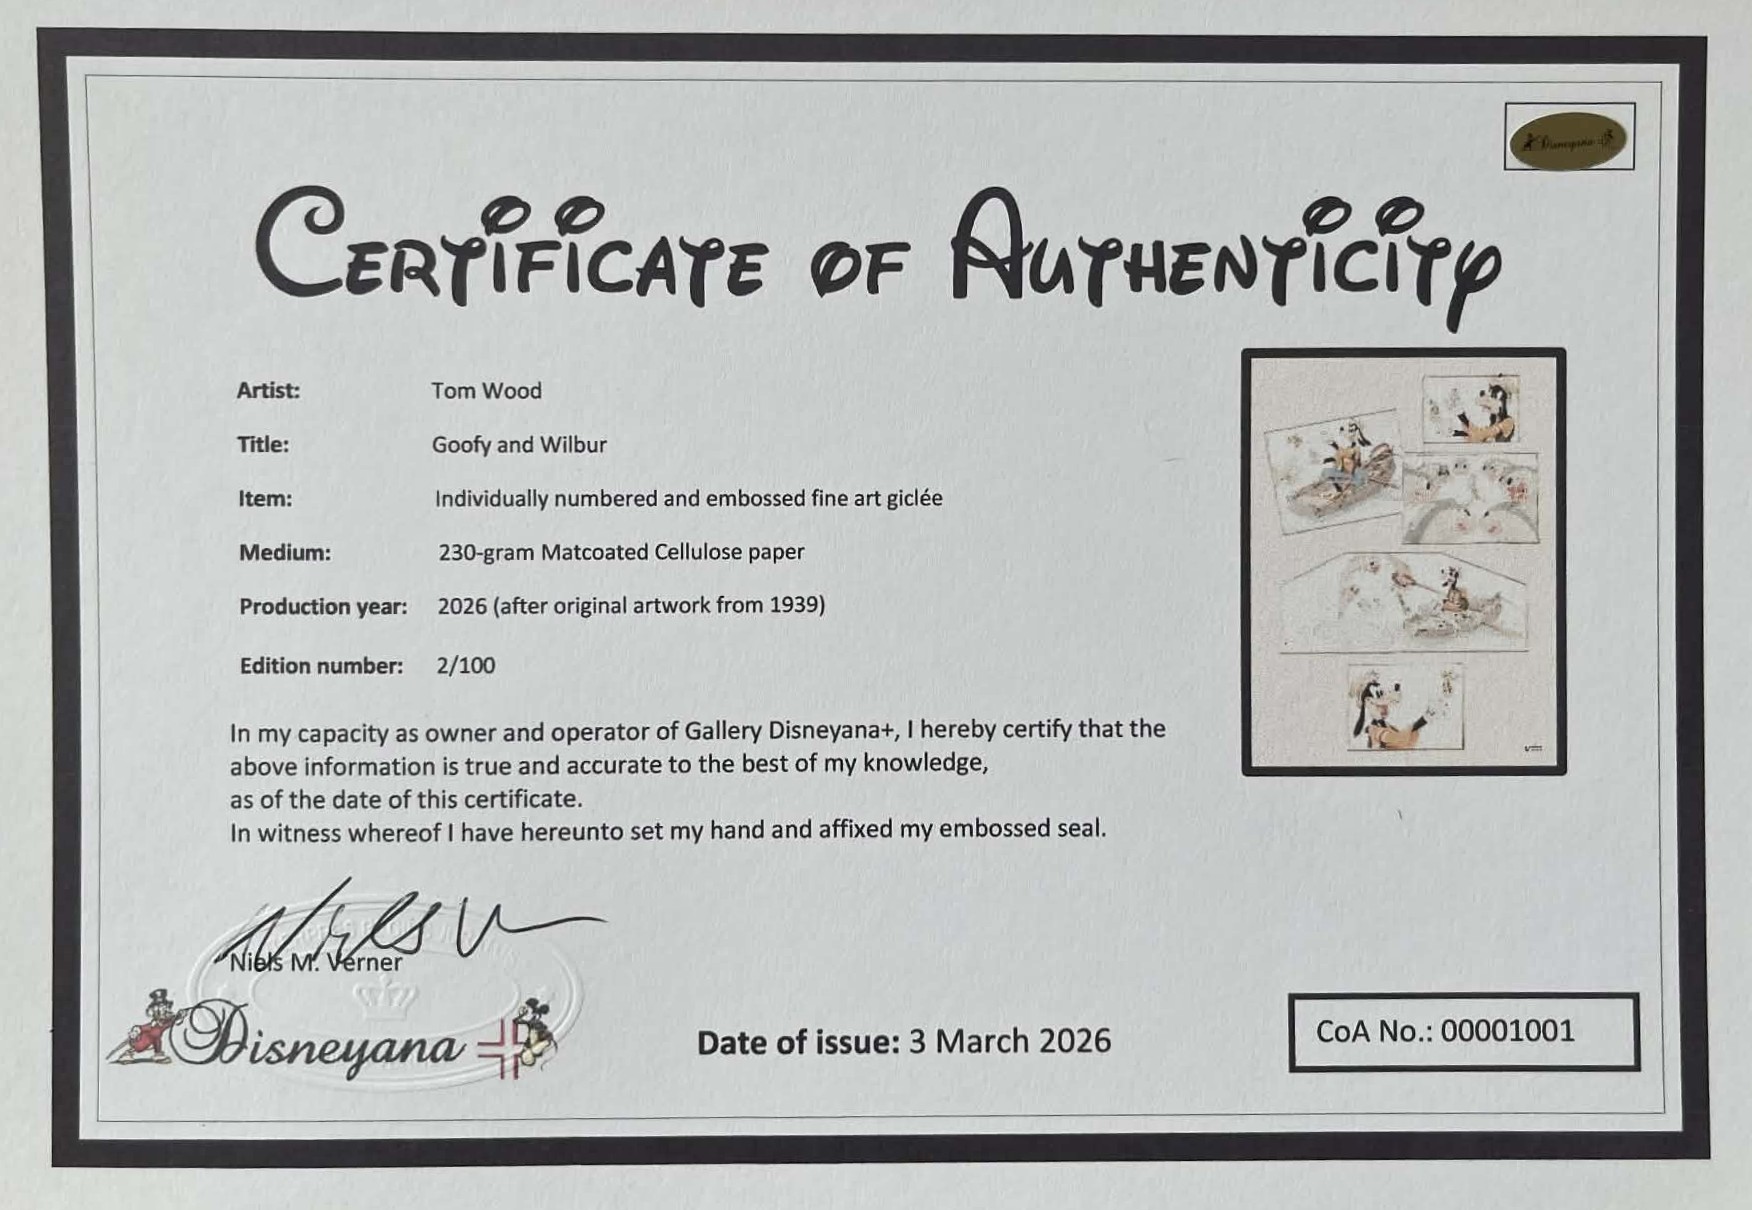 Disneyana
Certificate of Authenticity
Artist: Tom Wood
Title: Goofy and Wilbur
Item: Individually numbered and embossed fine art giclée
Medium: 230-gram Matcoated Cellulose paper
Production year: 2026 (after original artwork from 1939)
Edition number: 2/100
In my capacity as owner and operator of Gallery Disneyana+, I hereby certify that the
above information is true and accurate to the best of my knowledge,
as of the date of this certificate.
In witness whereof I have hereunto set my hand and affixed my embossed seal.
Niels M. Verner
Disneyana
Date of issue: 3 March 2026
CoA No.: 00001001